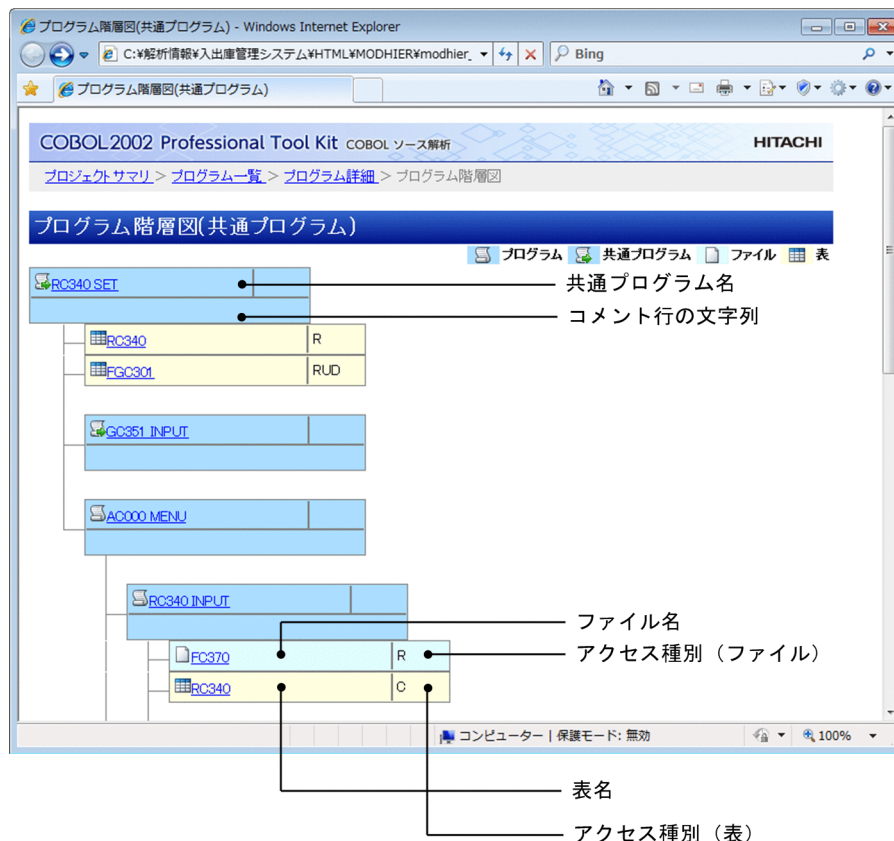 プログラム階層図(共通プログラム) - Windows Internet Explorer
C:¥解析情報¥入出庫管理システム¥HTML¥MODHIER¥modhier_
Bing
プログラム階層図(共通プログラム)
COBOL2002 Professional Tool Kit COBOL ソース解析
HITACHI
プロジェクトサマリ > プログラム一覧 > プログラム詳細 > プログラム階層図
プログラム階層図(共通プログラム)
プログラム 共通プログラム ファイル 表
RC340 SET
共通プログラム名
コメント行の文字列
RC340 R
FGC301 RUD
GC351 INPUT
AC000 MENU
RC340 INPUT
ファイル名
FC370 R
アクセス種別（ファイル）
RC340 C
コンピューター | 保護モード: 無効
100%
表名
アクセス種別（表）